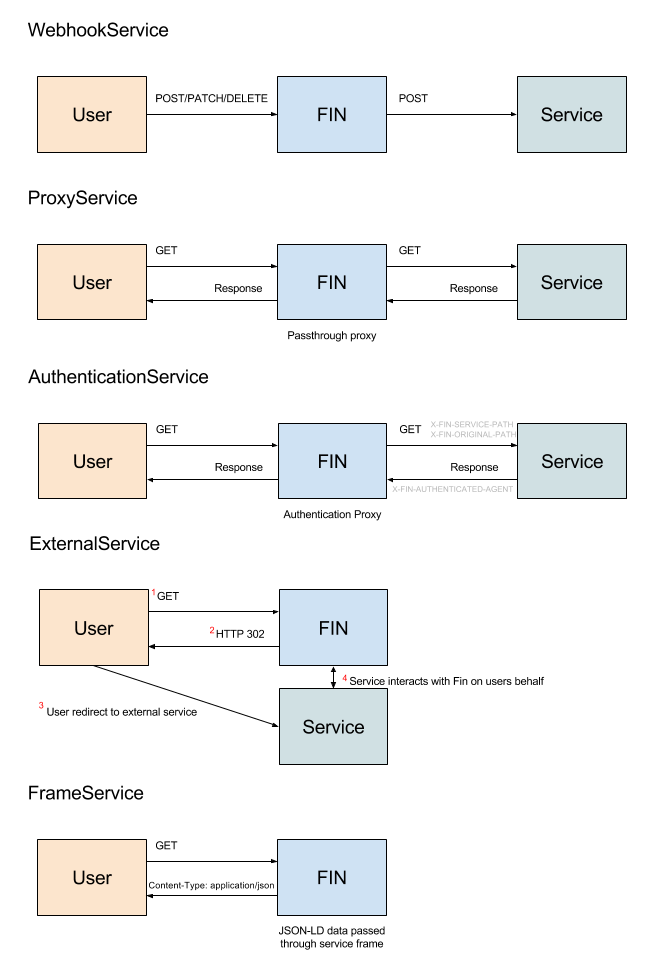 WebhookService
User
POST/PATCH/DELETE
FIN
POST
Service
ProxyService
User
GET
Response
FIN
GET
Response
Service
Passthrough proxy
AuthenticationService
User
GET
Response
FIN
GET
X-FIN-SERVICE-PATH
X-FIN-ORIGINAL-PATH
Response
X-FIN-AUTHENTICATED-AGENT
Service
Authentication Proxy
ExternalService
User
1 GET
2 HTTP 302
FIN
4 Service interacts with Fin on users behalf
3 User redirect to external service
Service
FrameService
User
GET
Content-Type: application/json
FIN
JSON-LD data passed
through service frame